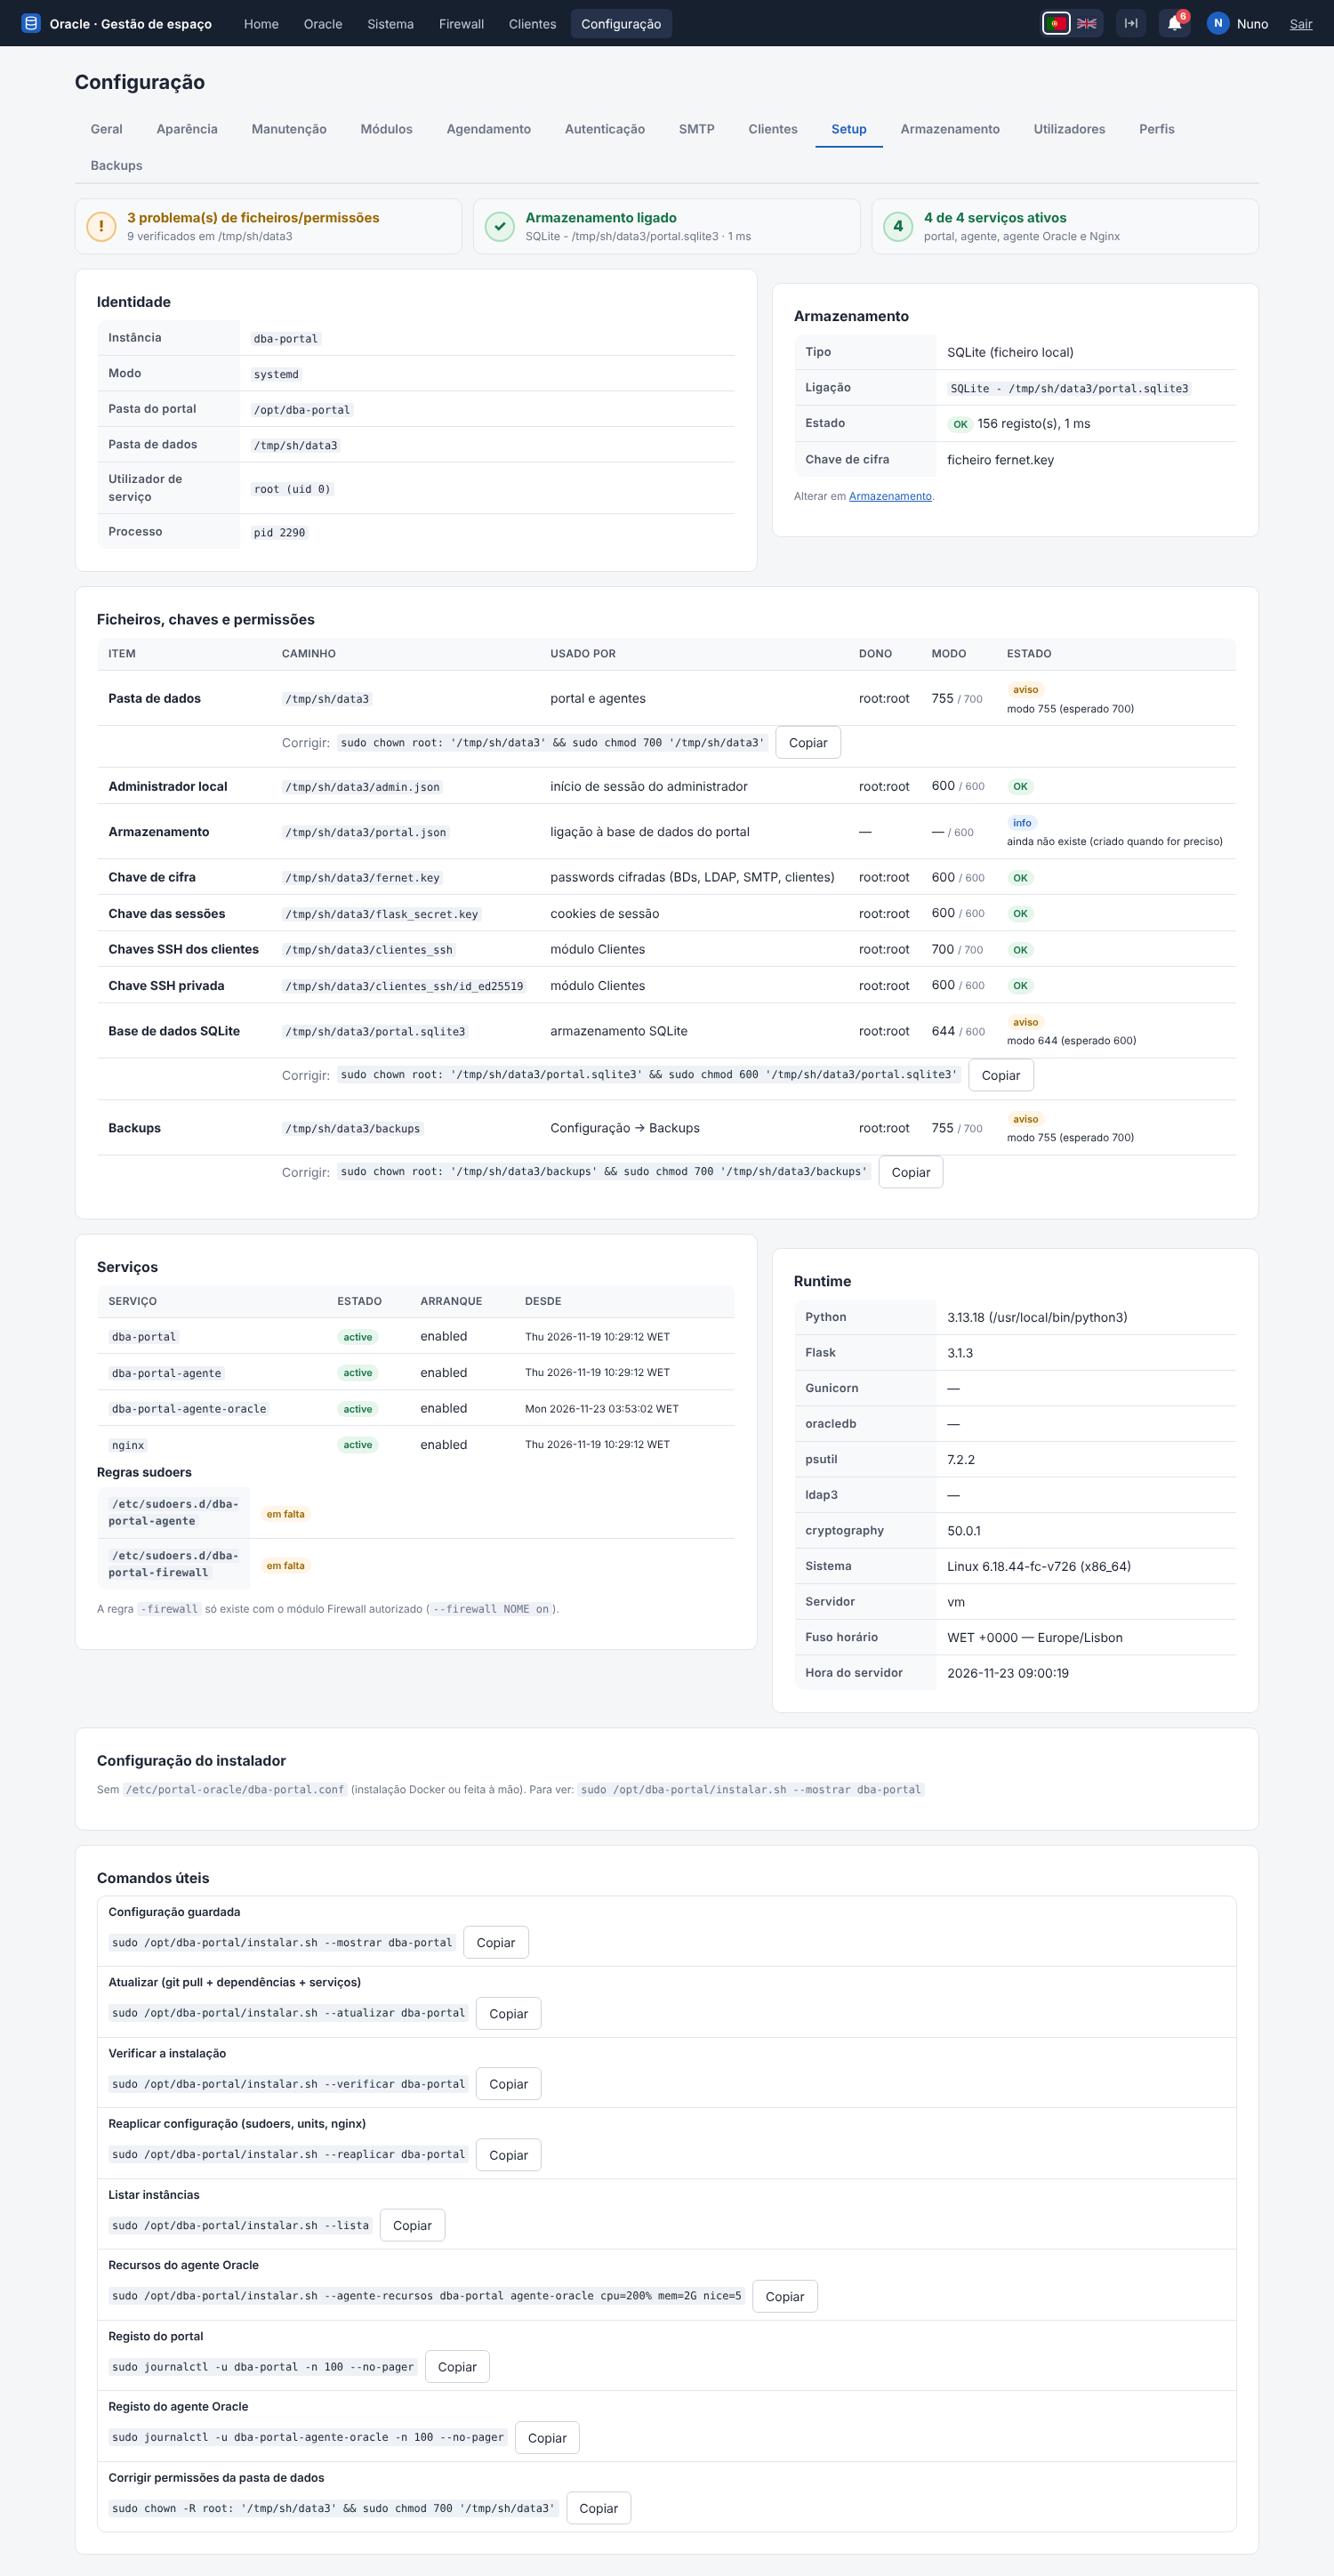 Oracle · Gestão de espaço Home Oracle Sistema Firewall Clientes Configuração 6 N Nuno Sair
Configuração
Geral Aparência Manutenção Módulos Agendamento Autenticação SMTP Clientes Setup Armazenamento Utilizadores Perfis
Backups
! 3 problema(s) de ficheiros/permissões
9 verificados em /tmp/sh/data3
✓ Armazenamento ligado
SQLite - /tmp/sh/data3/portal.sqlite3 · 1 ms
4 4 de 4 serviços ativos
portal, agente, agente Oracle e Nginx
Identidade
Instância dba-portal
Modo systemd
Pasta do portal /opt/dba-portal
Pasta de dados /tmp/sh/data3
Utilizador de
serviço root (uid 0)
Processo pid 2290
Armazenamento
Tipo SQLite (ficheiro local)
Ligação SQLite - /tmp/sh/data3/portal.sqlite3
Estado OK 156 registo(s), 1 ms
Chave de cifra ficheiro fernet.key
Alterar em Armazenamento.
Ficheiros, chaves e permissões
ITEM CAMINHO USADO POR DONO MODO ESTADO
Pasta de dados /tmp/sh/data3 portal e agentes root:root 755 / 700 aviso
modo 755 (esperado 700)
Corrigir: sudo chown root: '/tmp/sh/data3' && sudo chmod 700 '/tmp/sh/data3' Copiar
Administrador local /tmp/sh/data3/admin.json início de sessão do administrador root:root 600 / 600 OK
Armazenamento /tmp/sh/data3/portal.json ligação à base de dados do portal — — / 600 info
ainda não existe (criado quando for preciso)
Chave de cifra /tmp/sh/data3/fernet.key passwords cifradas (BDs, LDAP, SMTP, clientes) root:root 600 / 600 OK
Chave das sessões /tmp/sh/data3/flask_secret.key cookies de sessão root:root 600 / 600 OK
Chaves SSH dos clientes /tmp/sh/data3/clientes_ssh módulo Clientes root:root 700 / 700 OK
Chave SSH privada /tmp/sh/data3/clientes_ssh/id_ed25519 módulo Clientes root:root 600 / 600 OK
Base de dados SQLite /tmp/sh/data3/portal.sqlite3 armazenamento SQLite root:root 644 / 600 aviso
modo 644 (esperado 600)
Corrigir: sudo chown root: '/tmp/sh/data3/portal.sqlite3' && sudo chmod 600 '/tmp/sh/data3/portal.sqlite3' Copiar
Backups /tmp/sh/data3/backups Configuração → Backups root:root 755 / 700 aviso
modo 755 (esperado 700)
Corrigir: sudo chown root: '/tmp/sh/data3/backups' && sudo chmod 700 '/tmp/sh/data3/backups' Copiar
Serviços
SERVIÇO ESTADO ARRANQUE DESDE
dba-portal active enabled Thu 2026-11-19 10:29:12 WET
dba-portal-agente active enabled Thu 2026-11-19 10:29:12 WET
dba-portal-agente-oracle active enabled Mon 2026-11-23 03:53:02 WET
nginx active enabled Thu 2026-11-19 10:29:12 WET
Regras sudoers
/etc/sudoers.d/dba-
portal-agente em falta
/etc/sudoers.d/dba-
portal-firewall em falta
A regra -firewall só existe com o módulo Firewall autorizado ( --firewall NOME on ).
Runtime
Python 3.13.18 (/usr/local/bin/python3)
Flask 3.1.3
Gunicorn —
oracledb —
psutil 7.2.2
ldap3 —
cryptography 50.0.1
Sistema Linux 6.18.44-fc-v726 (x86_64)
Servidor vm
Fuso horário WET +0000 — Europe/Lisbon
Hora do servidor 2026-11-23 09:00:19
Configuração do instalador
Sem /etc/portal-oracle/dba-portal.conf (instalação Docker ou feita à mão). Para ver: sudo /opt/dba-portal/instalar.sh --mostrar dba-portal
Comandos úteis
Configuração guardada
sudo /opt/dba-portal/instalar.sh --mostrar dba-portal Copiar
Atualizar (git pull + dependências + serviços)
sudo /opt/dba-portal/instalar.sh --atualizar dba-portal Copiar
Verificar a instalação
sudo /opt/dba-portal/instalar.sh --verificar dba-portal Copiar
Reaplicar configuração (sudoers, units, nginx)
sudo /opt/dba-portal/instalar.sh --reaplicar dba-portal Copiar
Listar instâncias
sudo /opt/dba-portal/instalar.sh --lista Copiar
Recursos do agente Oracle
sudo /opt/dba-portal/instalar.sh --agente-recursos dba-portal agente-oracle cpu=200% mem=2G nice=5 Copiar
Registo do portal
sudo journalctl -u dba-portal -n 100 --no-pager Copiar
Registo do agente Oracle
sudo journalctl -u dba-portal-agente-oracle -n 100 --no-pager Copiar
Corrigir permissões da pasta de dados
sudo chown -R root: '/tmp/sh/data3' && sudo chmod 700 '/tmp/sh/data3' Copiar